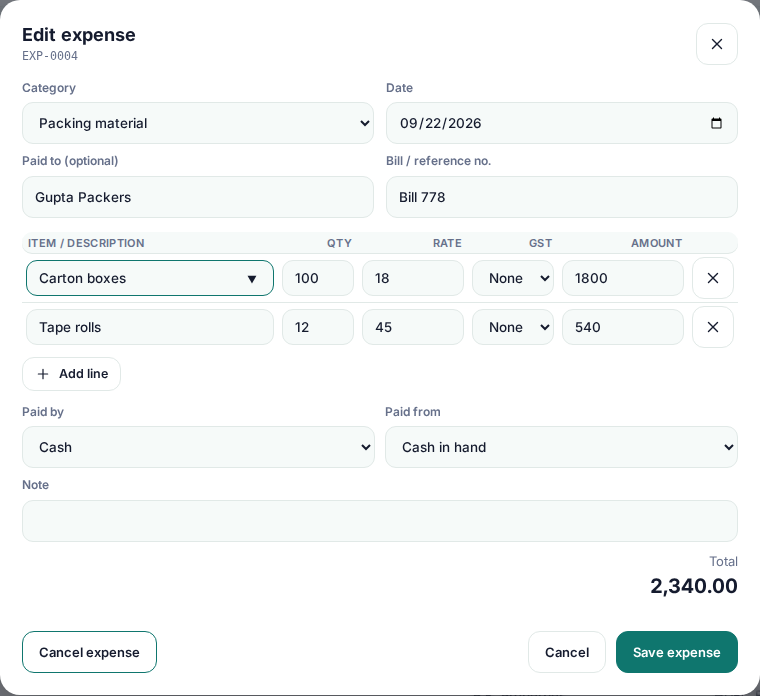 Edit expense
EXP-0004
Category Date
Packing material 09/22/2026
Paid to (optional) Bill / reference no.
Gupta Packers Bill 778
ITEM / DESCRIPTION QTY RATE GST AMOUNT
Carton boxes 100 18 None 1800
Tape rolls 12 45 None 540
Add line
Paid by Paid from
Cash Cash in hand
Note
Total
2,340.00
Cancel expense Cancel Save expense